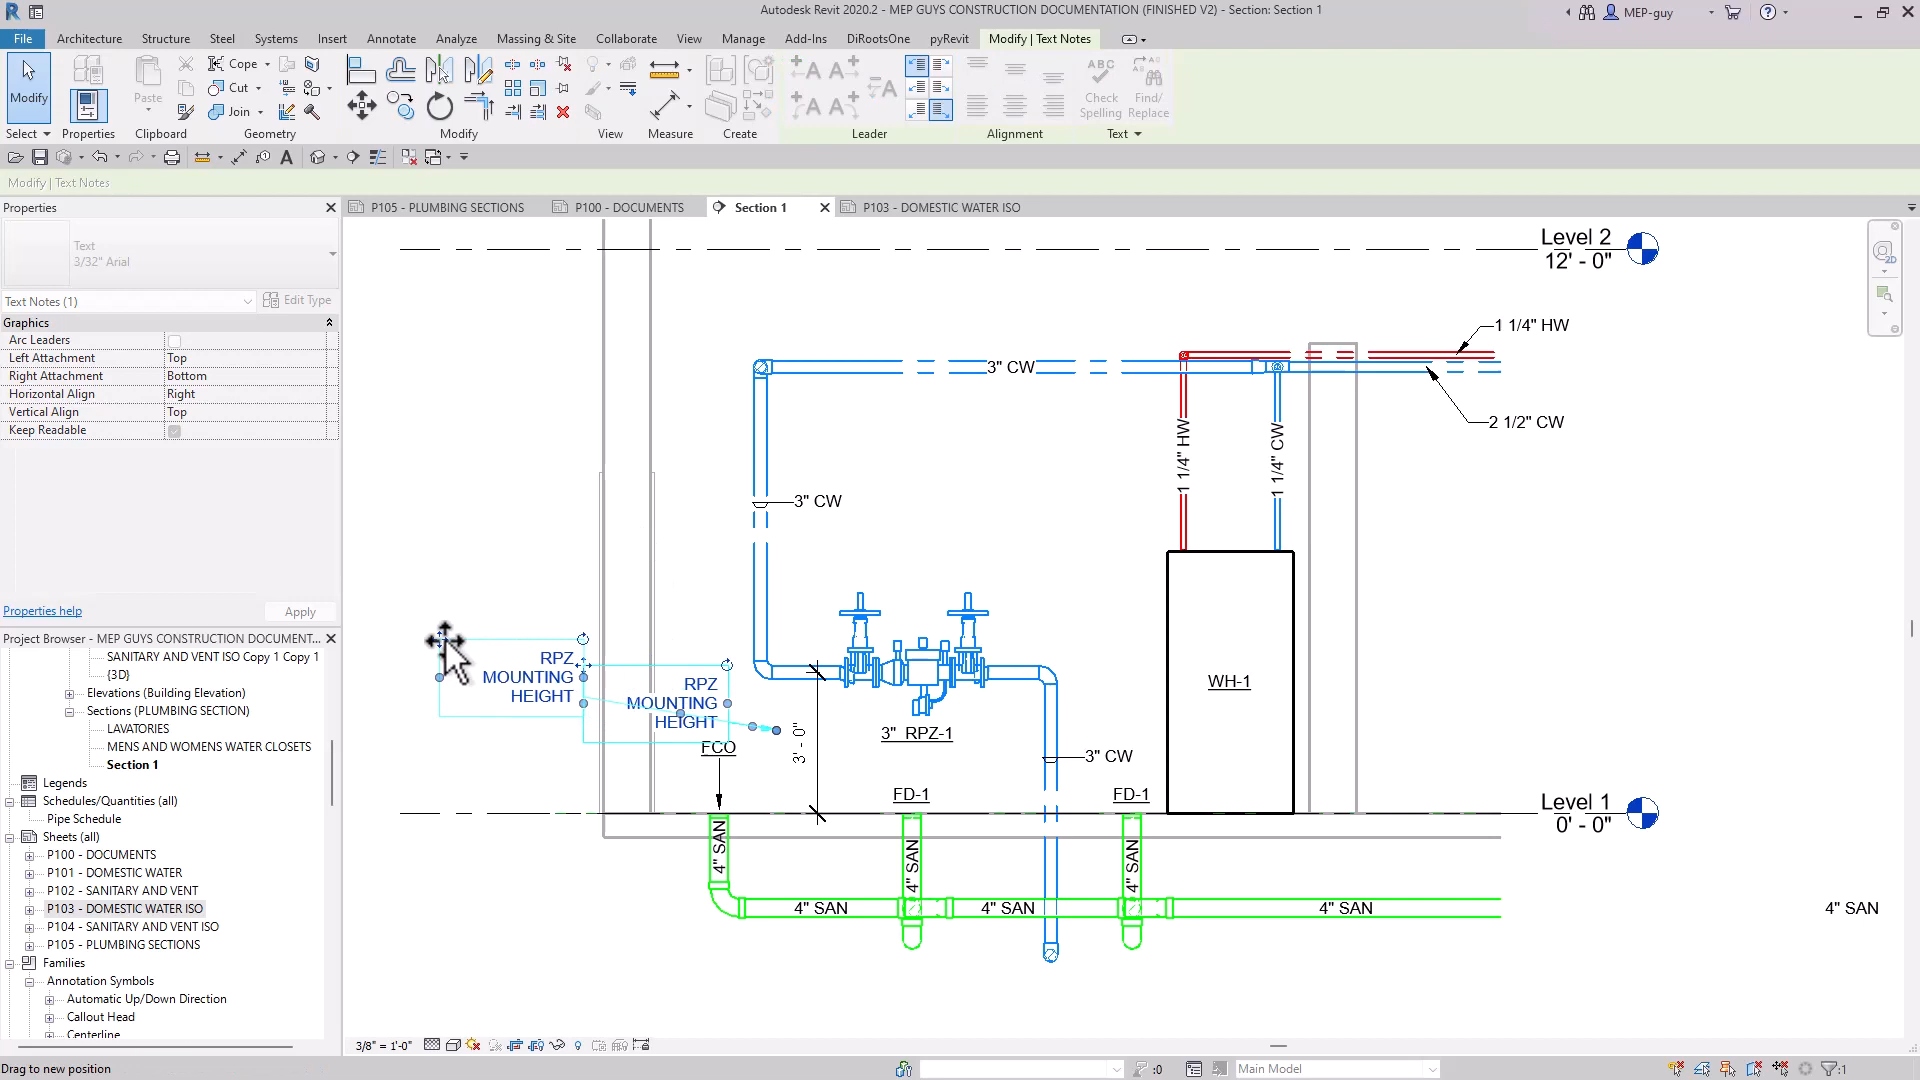 Autodesk Revit 2020.2 - MEP GUYS CONSTRUCTION DOCUMENTATION (FINISHED V2) - Section: Section 1
MEP-guy
File Architecture Structure Steel Systems Insert Annotate Analyze Massing & Site Collaborate View Manage Add-Ins DiRootsOne pyRevit Modify | Text Notes
Modify
Paste
Cope
Cut
Join
ABC
Check Spelling
Find/ Replace
Select Properties Clipboard Geometry Modify View Measure Create Leader Alignment Text
Modify | Text Notes
Properties
P105 - PLUMBING SECTIONS
P100 - DOCUMENTS
Section 1
P103 - DOMESTIC WATER ISO
Text
3/32" Arial
Text Notes (1)
Edit Type
Graphics
Arc Leaders
Left Attachment Top
Right Attachment Bottom
Horizontal Align Right
Vertical Align Top
Keep Readable
Properties help
Apply
Project Browser - MEP GUYS CONSTRUCTION DOCUMENT...
SANITARY AND VENT ISO Copy 1 Copy 1
{3D}
Elevations (Building Elevation)
Sections (PLUMBING SECTION)
LAVATORIES
MENS AND WOMENS WATER CLOSETS
Section 1
Legends
Schedules/Quantities (all)
Pipe Schedule
Sheets (all)
P100 - DOCUMENTS
P101 - DOMESTIC WATER
P102 - SANITARY AND VENT
P103 - DOMESTIC WATER ISO
P104 - SANITARY AND VENT ISO
P105 - PLUMBING SECTIONS
Families
Annotation Symbols
Automatic Up/Down Direction
Callout Head
Centerline
Level 2
12' - 0"
1 1/4" HW
3" CW
2 1/2" CW
1 1/4" HW
1 1/4" CW
3" CW
RPZ
MOUNTING
HEIGHT
RPZ
MOUNTING
HEIGHT
WH-1
3' - 0"
3" RPZ-1
FCO
3" CW
FD-1
FD-1
Level 1
0' - 0"
4" SAN
4" SAN
4" SAN
4" SAN
4" SAN
4" SAN
4" SAN
3/8" = 1'-0"
Drag to new position
:0
Main Model
:1